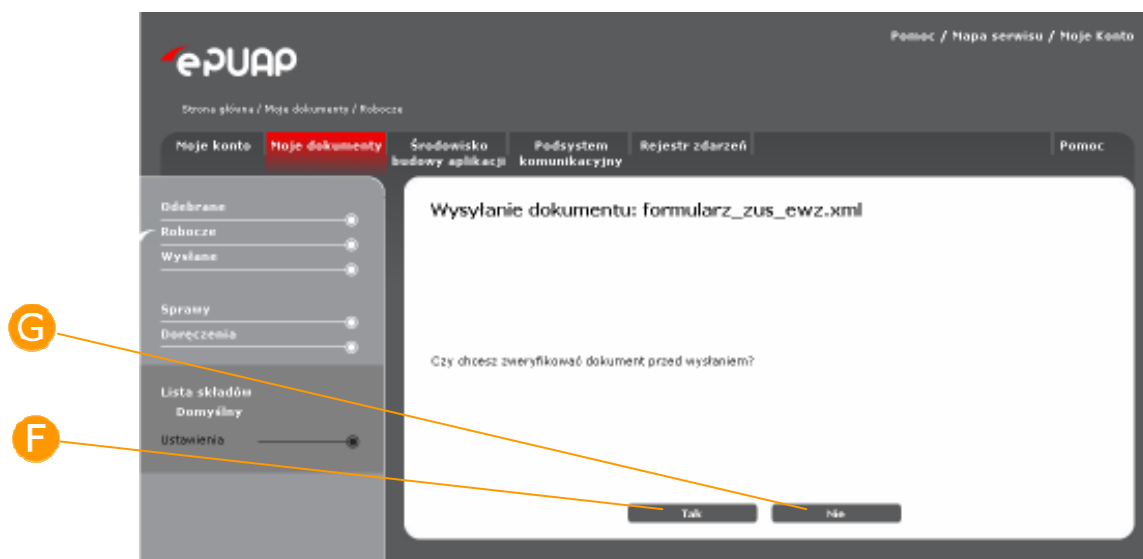 Pomoc / Mapa serwisu / Moje Konto
ePUAP
Strona główna / Moje dokumenty / Robocze
Moje konto
Moje dokumenty
Środowisko
budowy aplikacji
Podsystem
komunikacyjny
Rejestr zdarzeń
Pomoc
Odebrane
Robocze
Wysłane
Sprawy
Doręczenia
Lista składów
Domyślny
Ustawienia
Wysyłanie dokumentu: formularz_zus_ewz.xml
Czy chcesz zweryfikować dokument przed wysłaniem?
Tak
Nie
G
F